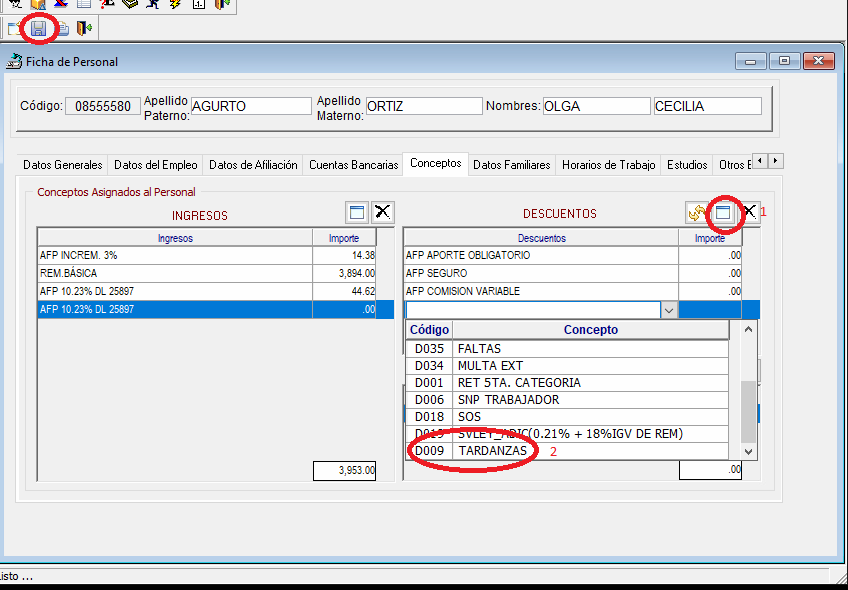 Ficha de Personal
Código: 08555580 Apellido Paterno: AGURTO Apellido Materno: ORTIZ Nombres: OLGA CECILIA
Datos Generales Datos del Empleo Datos de Afiliación Cuentas Bancarias Conceptos Datos Familiares Horarios de Trabajo Estudios Otros E
Conceptos Asignados al Personal
INGRESOS
Ingresos Importe
AFP INCREM. 3% 14.38
REM.BÁSICA 3,894.00
AFP 10.23% DL 25897 44.62
AFP 10.23% DL 25897 .00
3,953.00
DESCUENTOS 1
Descuentos Importe
AFP APORTE OBLIGATORIO .00
AFP SEGURO .00
AFP COMISION VARIABLE .00
Código Concepto
D035 FALTAS
D034 MULTA EXT
D001 RET 5TA. CATEGORIA
D006 SNP TRABAJADOR
D018 SOS
D019 SVLEY_ADIC(0.21% + 18%IGV DE REM)
D009 TARDANZAS 2
.00
isto ...